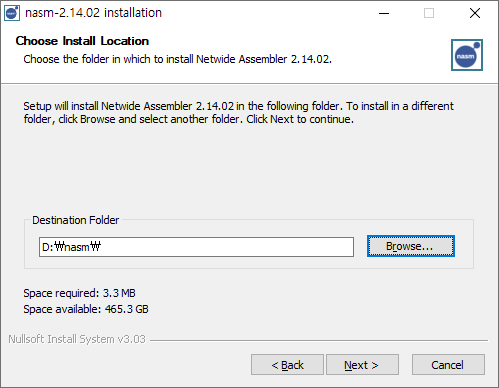 nasm-2.14.02 installation
Choose Install Location
Choose the folder in which to install Netwide Assembler 2.14.02.
nasm
Setup will install Netwide Assembler 2.14.02 in the following folder. To install in a different
folder, click Browse and select another folder. Click Next to continue.
Destination Folder
D:₩nasm₩
Browse...
Space required: 3.3 MB
Space available: 465.3 GB
Nullsoft Install System v3.03
< Back
Next >
Cancel